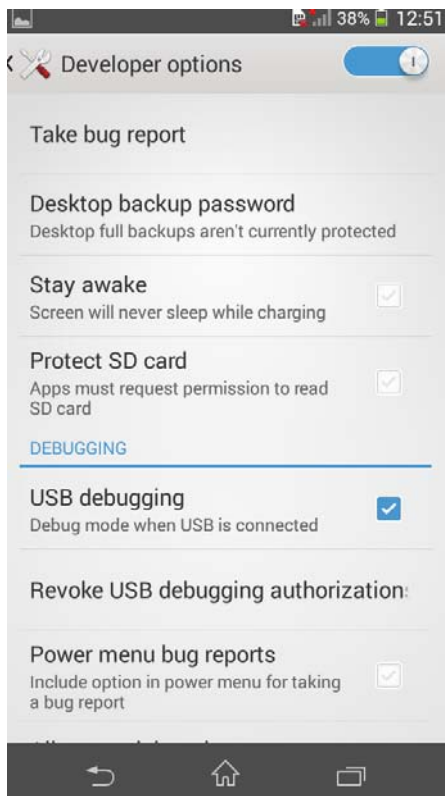 38% 12:51
Developer options
Take bug report
Desktop backup password
Desktop full backups aren't currently protected
Stay awake
Screen will never sleep while charging
Protect SD card
Apps must request permission to read
SD card
DEBUGGING
USB debugging
Debug mode when USB is connected
Revoke USB debugging authorization
Power menu bug reports
Include option in power menu for taking
a bug report